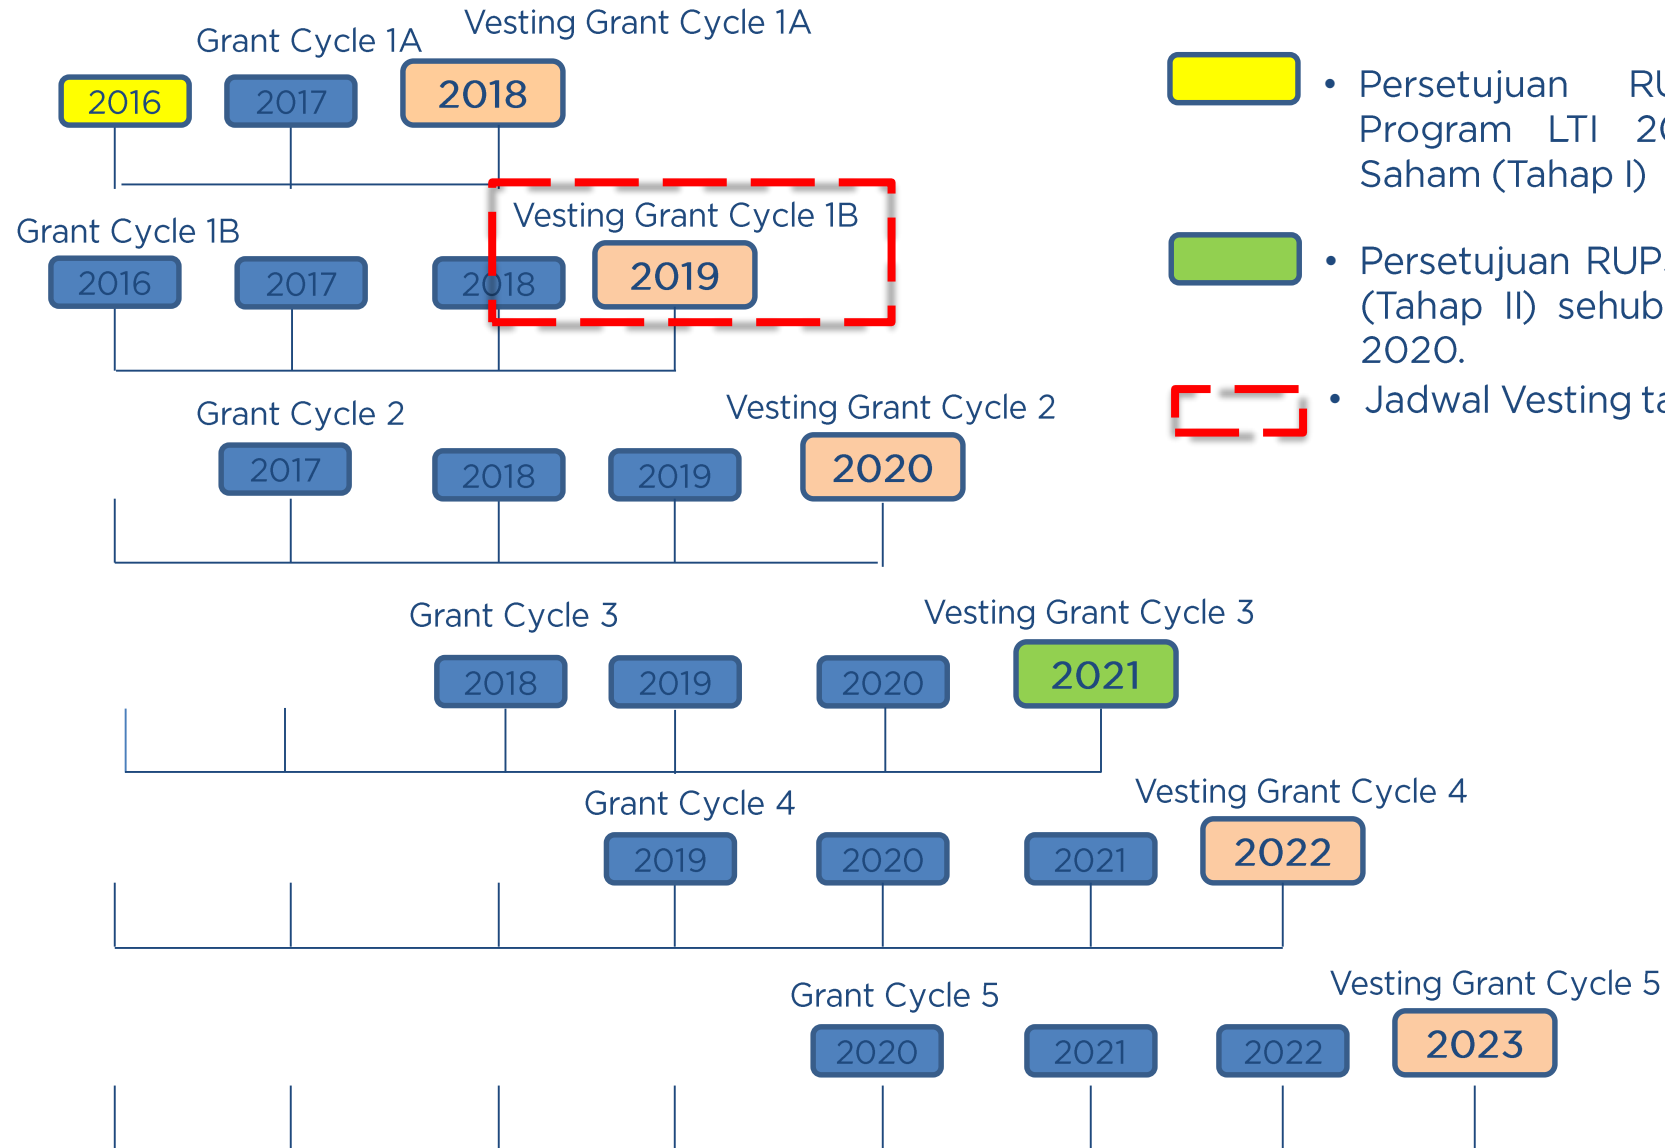 Vesting Grant Cycle 1A
Grant Cycle 1A
2016 2017 2018
Vesting Grant Cycle 1B
Grant Cycle 1B
2016 2017 2018 2019
Vesting Grant Cycle 2
Grant Cycle 2
2017 2018 2019 2020
Vesting Grant Cycle 3
Grant Cycle 3
2018 2019 2020 2021
Vesting Grant Cycle 4
Grant Cycle 4
2019 2020 2021 2022
Vesting Grant Cycle 5
Grant Cycle 5
2020 2021 2022 2023
• Persetujuan
Program LTI
Saham (Tahap I)
• Persetujuan
(Tahap II)
2020.
• Jadwal Vesting